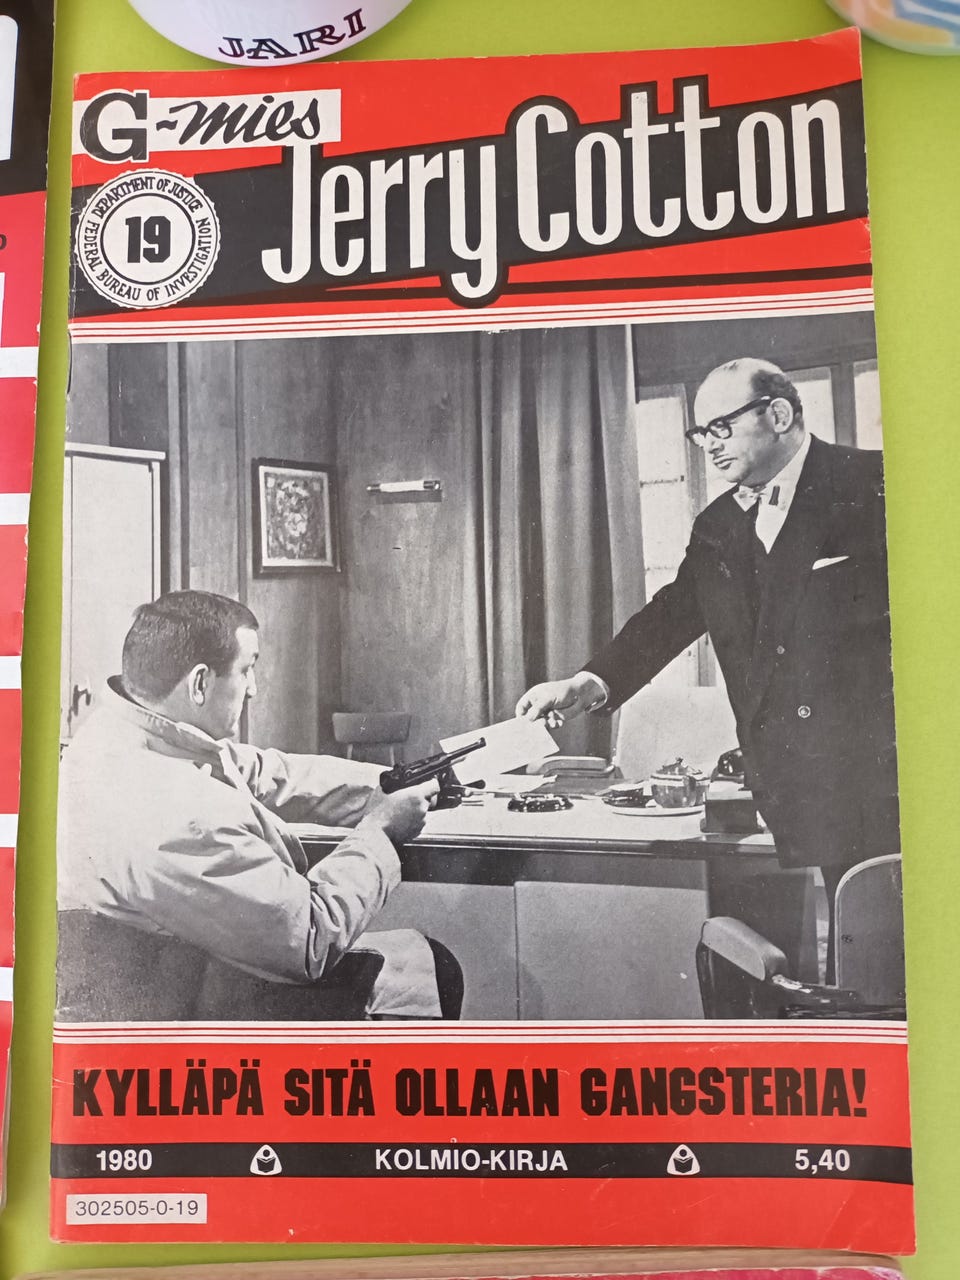 JARI
G-mies
Jerry Cotton
DEPARTMENT OF JUSTICE
19
FEDERAL BUREAU OF INVESTIGATION
KYLLÄPÄ SITÄ OLLAAN GANGSTERIA!
1980 KOLMIO-KIRJA 5,40
302505-0-19